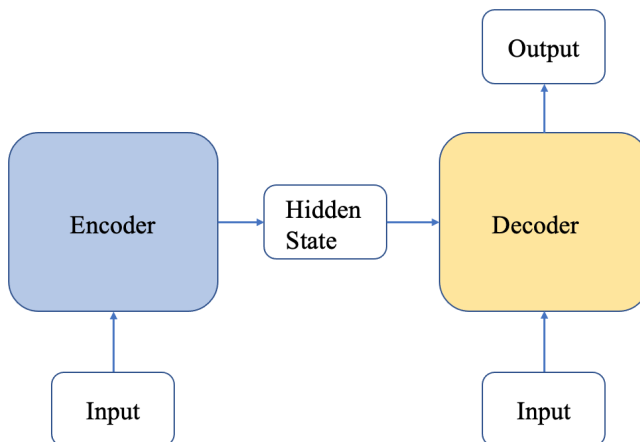 Output
Encoder
Hidden
State
Decoder
Input
Input